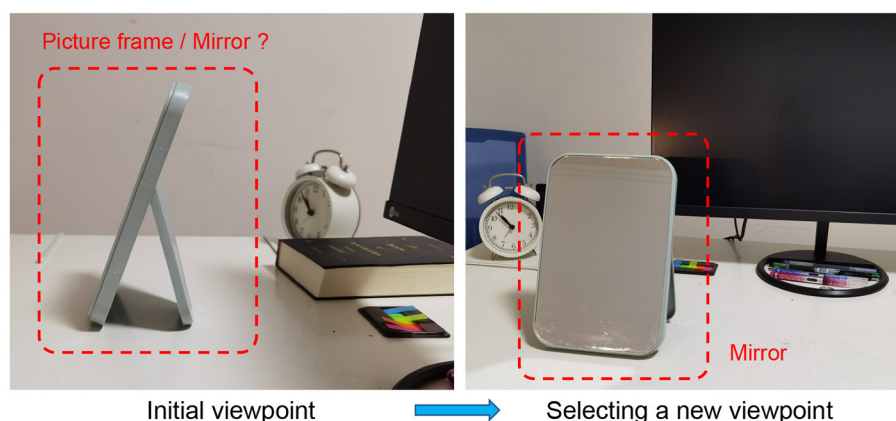 Picture frame / Mirror ?
Mirror
Initial viewpoint
Selecting a new viewpoint